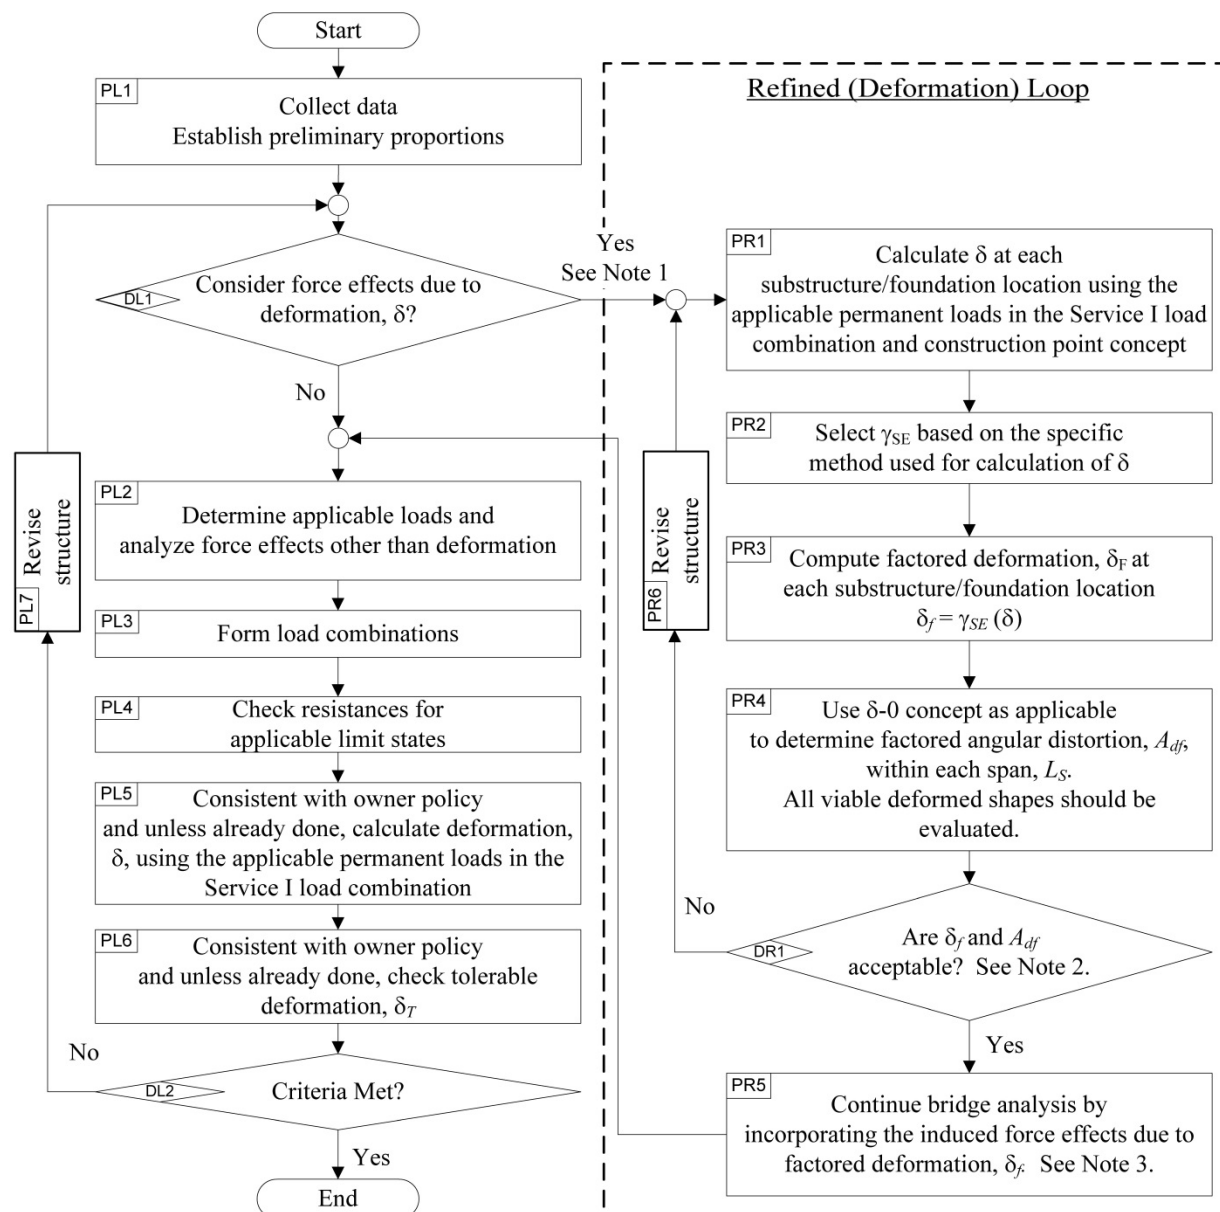 Start
PL1
Collect data
Establish preliminary proportions
DL1
Consider force effects due to
deformation, δ?
Yes
See Note 1
No
PL2
Determine applicable loads and
analyze force effects other than deformation
PL3
Form load combinations
PL4
Check resistances for
applicable limit states
PL5
Consistent with owner policy
and unless already done, calculate deformation,
δ, using the applicable permanent loads in the
Service I load combination
PL6
Consistent with owner policy
and unless already done, check tolerable
deformation, δT
No
DL2
Criteria Met?
Yes
End
PL7
Revise
structure
Refined (Deformation) Loop
PR1
Calculate δ at each
substructure/foundation location using the
applicable permanent loads in the Service I load
combination and construction point concept
PR2
Select γSE based on the specific
method used for calculation of δ
PR3
Compute factored deformation, δF at
each substructure/foundation location
δf = γSE (δ)
PR4
Use δ-0 concept as applicable
to determine factored angular distortion, Adf,
within each span, LS.
All viable deformed shapes should be
evaluated.
No
DR1
Are δf and Adf
acceptable? See Note 2.
Yes
PR5
Continue bridge analysis by
incorporating the induced force effects due to
factored deformation, δf. See Note 3.
PR6
Revise
structure